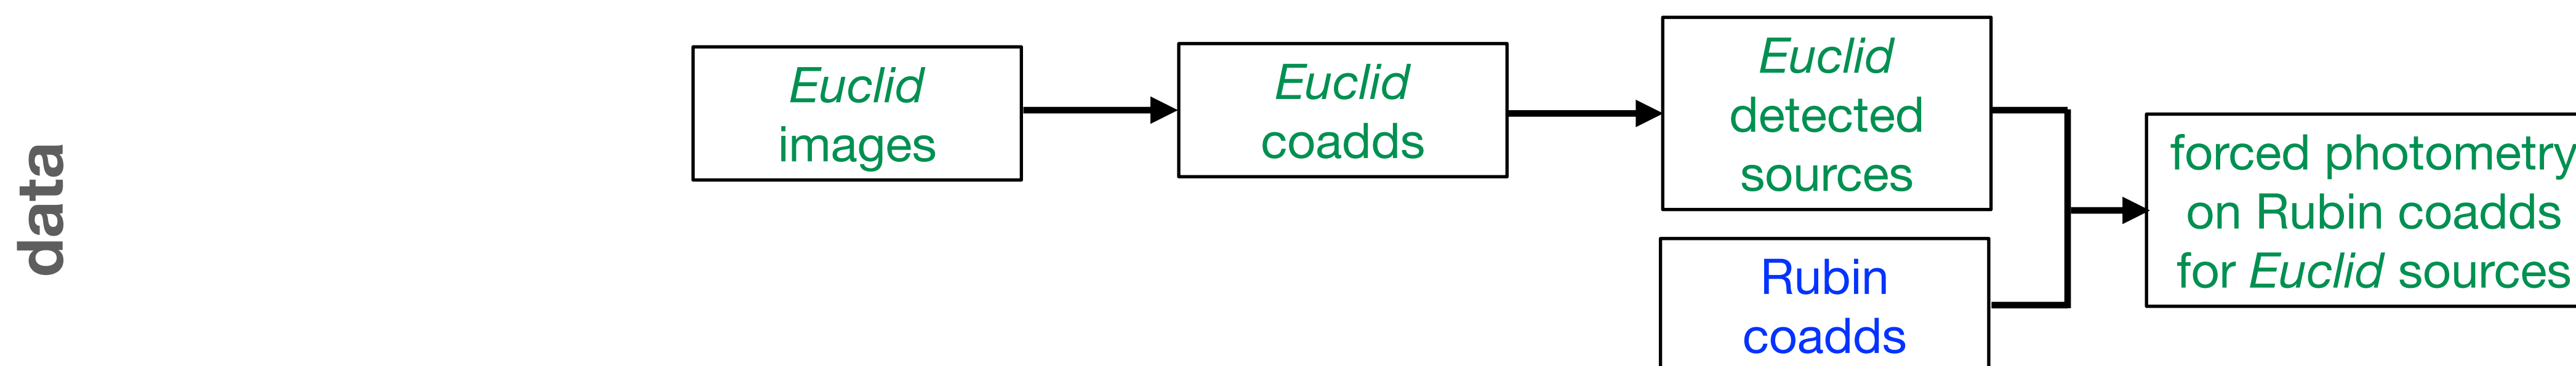 data
Euclid
images
Euclid
coadds
Euclid
detected
sources
Rubin
coadds
forced photometry
on Rubin coadds
for Euclid sources